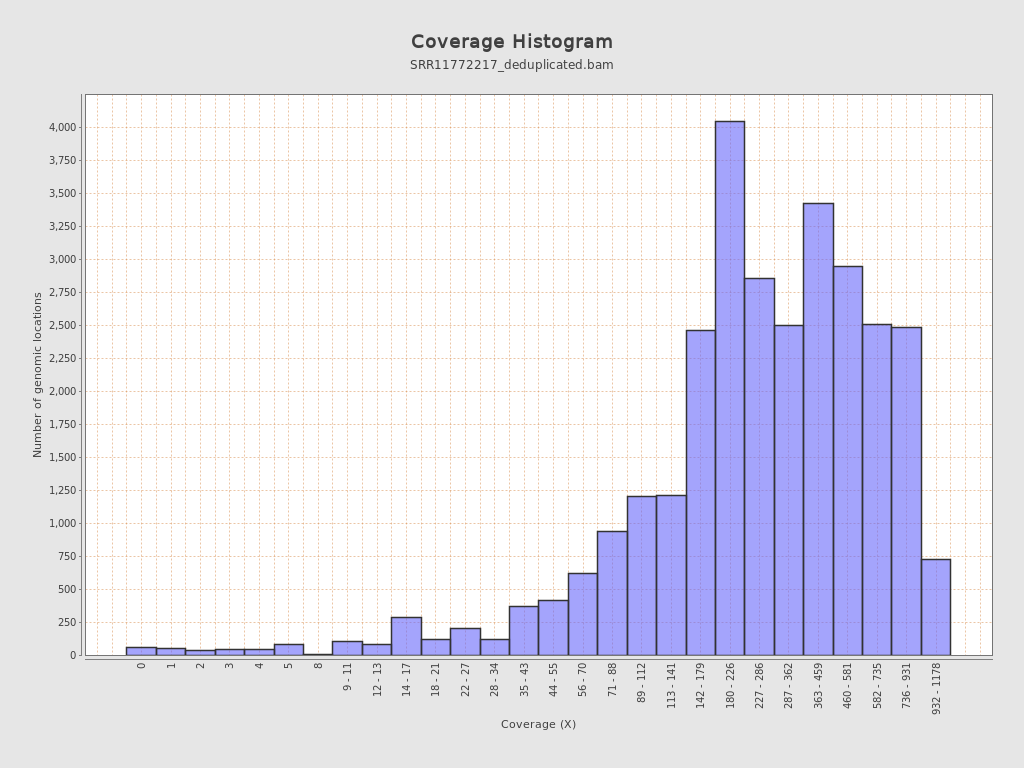 Coverage Histogram
SRR11772217_deduplicated.bam
Number of genomic locations
4,000
3,750
3,500
3,250
3,000
2,750
2,500
2,250
2,000
1,750
1,500
1,250
1,000
750
500
250
0
0
1
2
3
4
5
8
9 - 11
12 - 13
14 - 17
18 - 21
22 - 27
28 - 34
35 - 43
44 - 55
56 - 70
71 - 88
89 - 112
113 - 141
142 - 179
180 - 226
227 - 286
287 - 362
363 - 459
460 - 581
582 - 735
736 - 931
932 - 1178
Coverage (X)